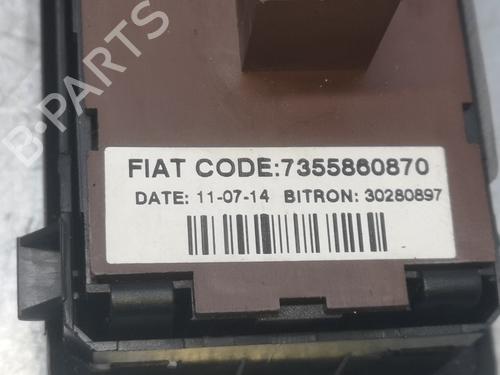 B-PARTS
FIAT CODE:7355860870
DATE: 11-07-14 BITRON: 30280897